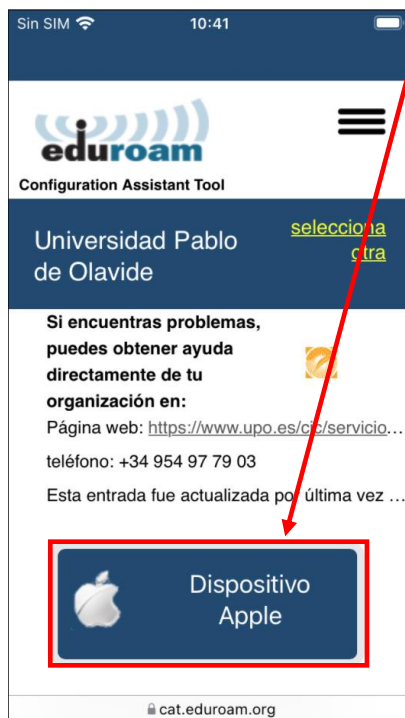 Sin SIM 10:41
eduroam
Configuration Assistant Tool
Universidad Pablo
de Olavide
selecciona
otra
Si encuentras problemas,
puedes obtener ayuda
directamente de tu
organización en:
Página web: https://www.upo.es/cic/servicio...
teléfono: +34 954 97 79 03
Esta entrada fue actualizada por última vez ...
Dispositivo
Apple
cat.eduroam.org